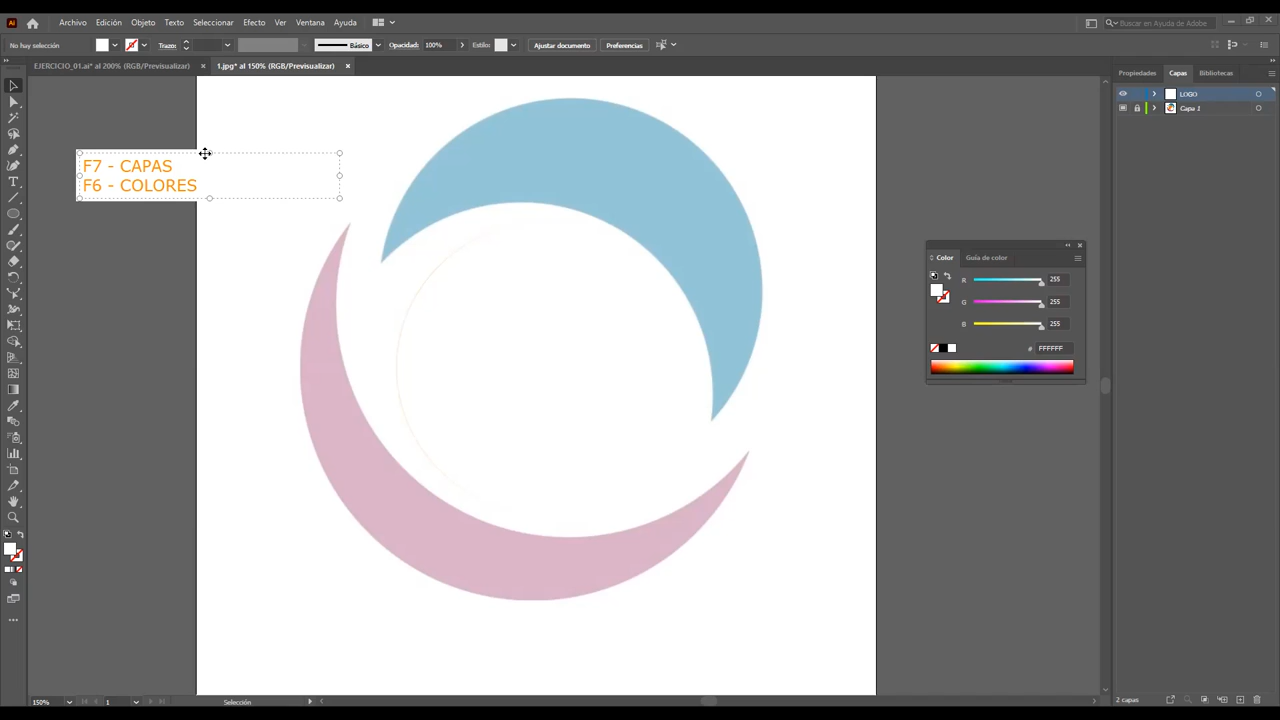 Ai Archivo Edición Objeto Texto Seleccionar Efecto Ver Ventana Ayuda Buscar en Ayuda de Adobe
No hay selección Trazo: Básico Opacidad: 100% Estilo: Ajustar documento Preferencias
EJERCICIO_01.ai* al 200% (RGB/Previsualizar) 1.jpg* al 150% (RGB/Previsualizar)
Propiedades Capas Bibliotecas
LOGO
Capa 1
F7 - CAPAS
F6 - COLORES
Color Guía de color
R 255
G 255
B 255
# FFFFFF
150% 1 Selección
2 capas